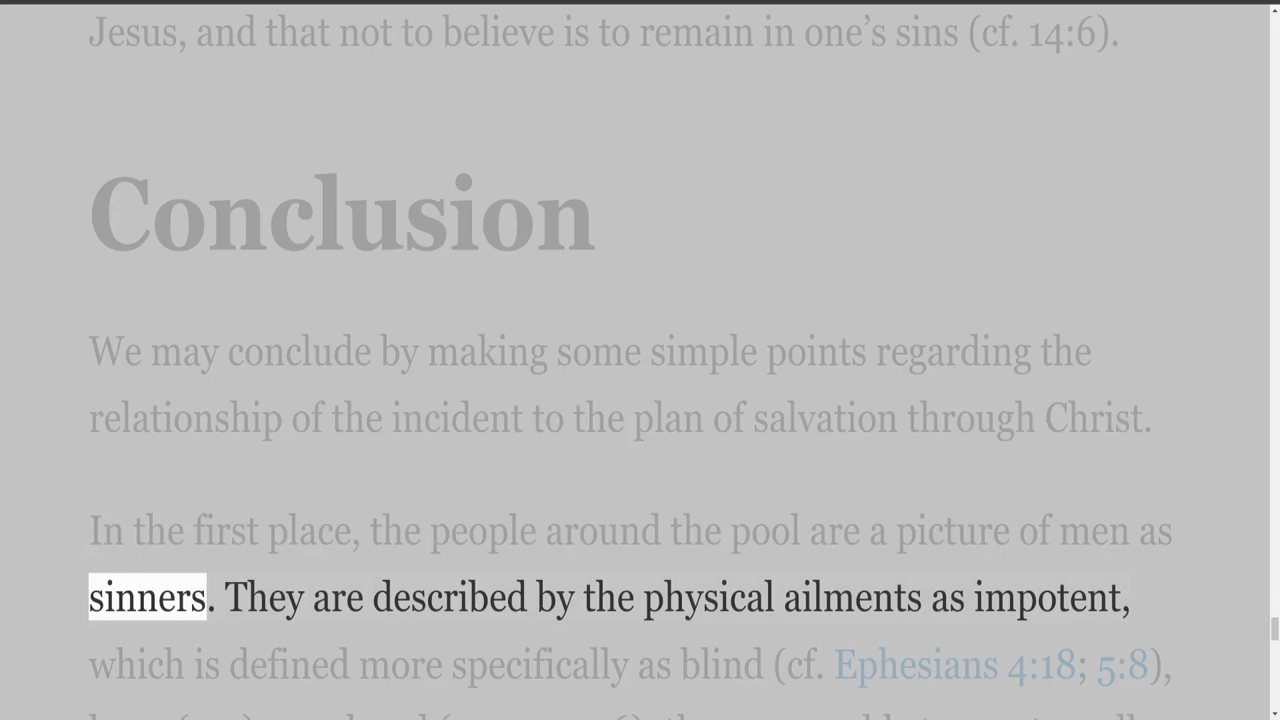 Jesus, and that not to believe is to remain in one’s sins (cf. 14:6).
Conclusion
We may conclude by making some simple points regarding the
relationship of the incident to the plan of salvation through Christ.
In the first place, the people around the pool are a picture of men as
sinners. They are described by the physical ailments as impotent,
which is defined more specifically as blind (cf. Ephesians 4:18; 5:8),